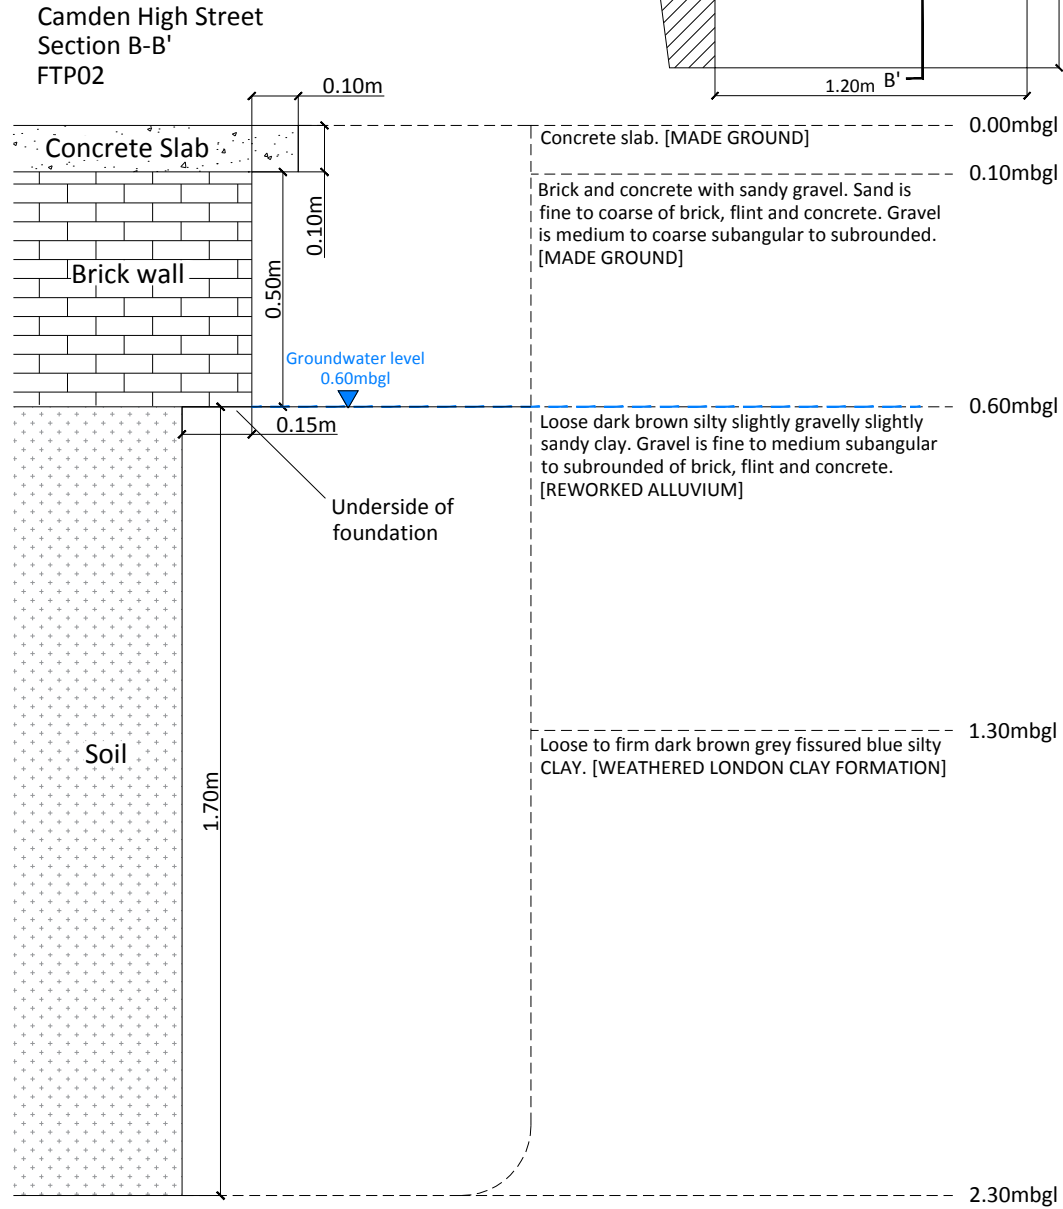 Camden High Street
Section B-B'
FTP02
1.20m
B'
0.10m
Concrete Slab
0.10m
Concrete slab. [MADE GROUND]
0.00mbgl
0.10mbgl
Brick wall
0.50m
Brick and concrete with sandy gravel. Sand is
fine to coarse of brick, flint and concrete. Gravel
is medium to coarse subangular to subrounded.
[MADE GROUND]
Groundwater level
0.60mbgl
0.60mbgl
0.15m
Loose dark brown silty slightly gravelly slightly
sandy clay. Gravel is fine to medium subangular
to subrounded of brick, flint and concrete.
[REWORKED ALLUVIUM]
Underside of
foundation
1.30mbgl
Soil
1.70m
Loose to firm dark brown grey fissured blue silty
CLAY. [WEATHERED LONDON CLAY FORMATION]
2.30mbgl